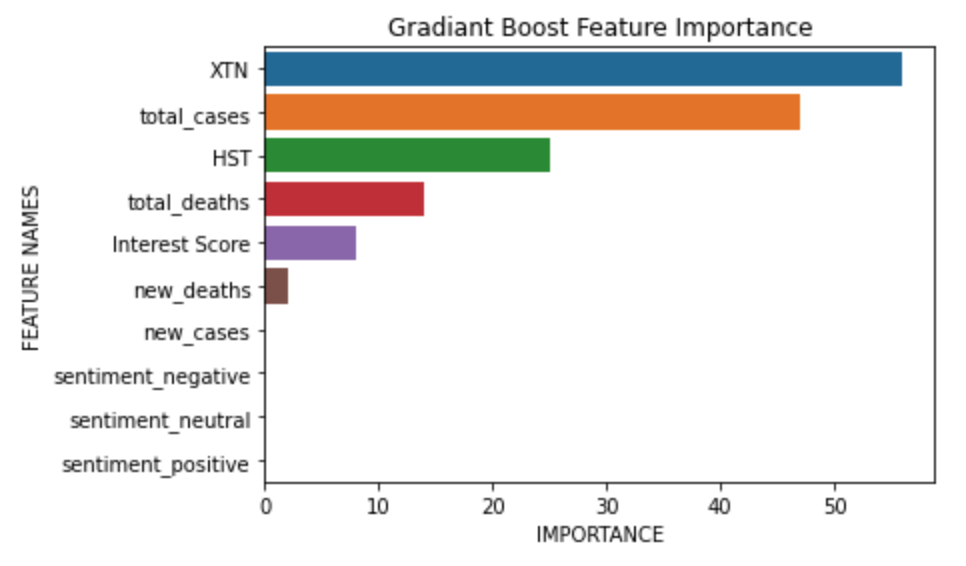 Gradiant Boost Feature Importance
FEATURE NAMES
XTN
total_cases
HST
total_deaths
Interest Score
new_deaths
new_cases
sentiment_negative
sentiment_neutral
sentiment_positive
0 10 20 30 40 50
IMPORTANCE